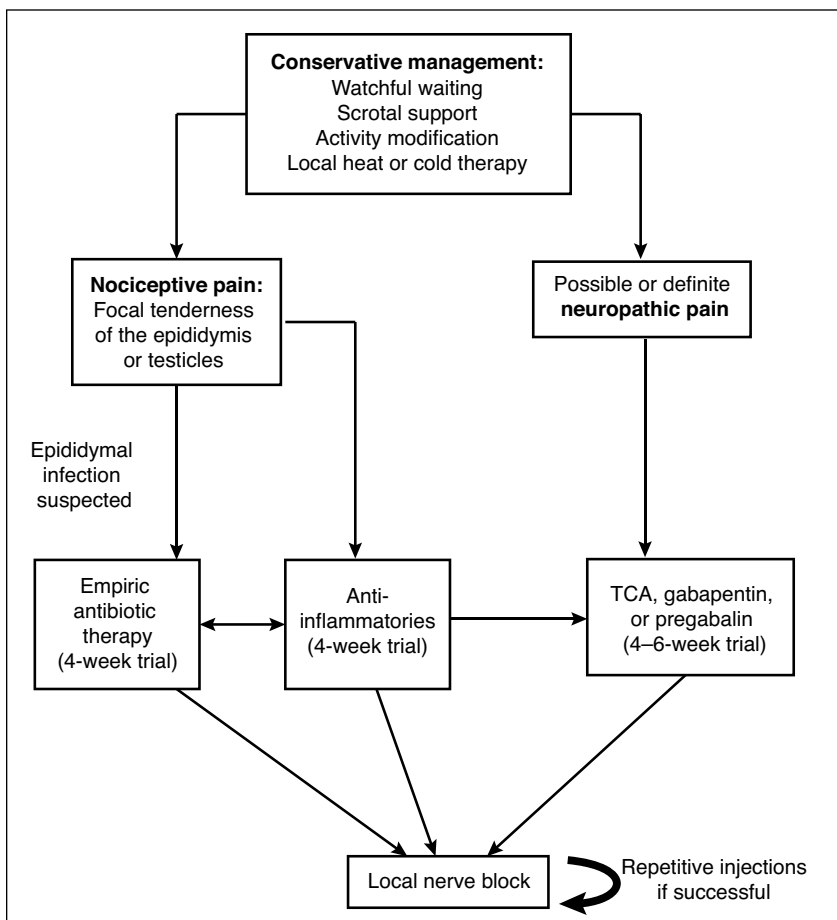 Conservative management:
Watchful waiting
Scrotal support
Activity modification
Local heat or cold therapy
Nociceptive pain:
Focal tenderness
of the epididymis
or testicles
Possible or definite
neuropathic pain
Epididymal
infection
suspected
Empiric
antibiotic
therapy
(4-week trial)
Anti-
inflammatories
(4-week trial)
TCA, gabapentin,
or pregabalin
(4–6-week trial)
Local nerve block
Repetitive injections
if successful